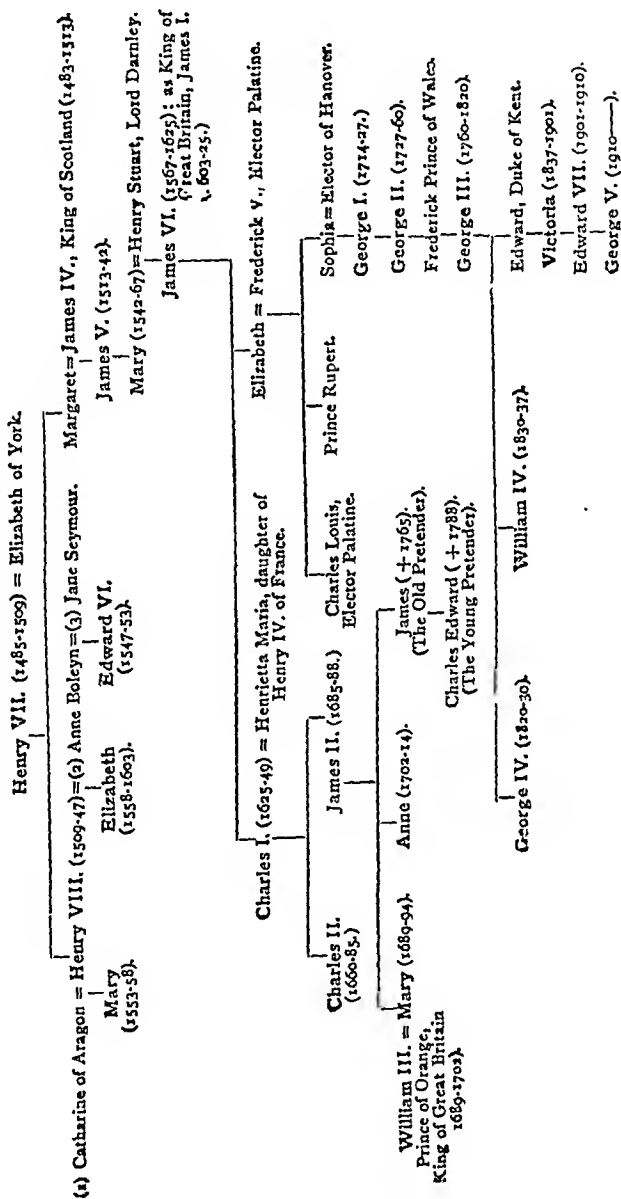 Henry VII. (1485-1509) = Elizabeth of York.
(1) Catharine of Aragon = Henry VIII. (1509-47)=(2) Anne Boleyn=(3) Jane Seymour.
Margaret=James IV., King of Scotland (1483-1513).
Mary
(1553-58).
Elizabeth
(1558-1603).
Edward VI.
(1547-53).
James V. (1513-42).
Mary (1542-67)=Henry Stuart, Lord Darnley.
James VI. (1567-1625): as King of
Great Britain, James I.
1603-25.)
Charles I. (1625-49) = Henrietta Maria, daughter of
Henry IV. of France.
Elizabeth = Frederick V., Elector Palatine.
Charles II.
(1660-85.)
James II. (1685-88.)
Charles Louis,
Elector Palatine.
Prince Rupert.
Sophia=Elector of Hanover.
George I. (1714-27).
George II. (1727-60).
Frederick Prince of Wales.
George III. (1760-1820).
William III. = Mary (1689-94).
Prince of Orange,
King of Great Britain
1689-1702).
Anne (1702-14).
James (+1765).
(The Old Pretender).
Charles Edward (+ 1788).
(The Young Pretender).
George IV. (1820-30).
William IV. (1830-37).
Edward, Duke of Kent.
Victoria (1837-1901).
Edward VII. (1901-1910).
George V. (1910——).